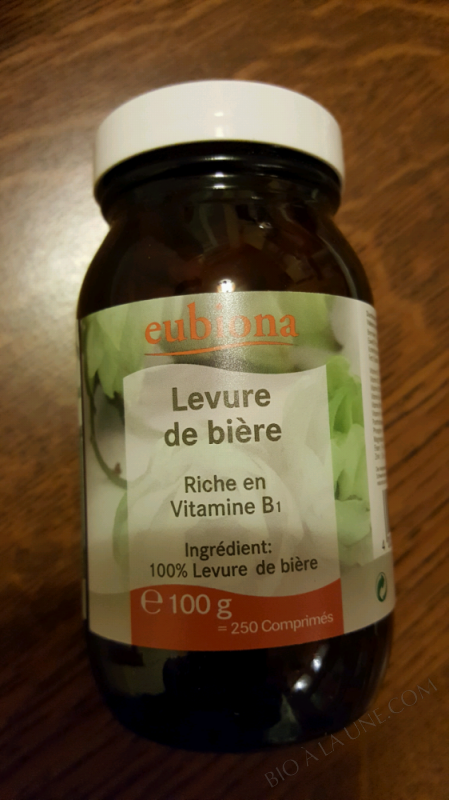 eubiona
Levure
de bière
Riche en
Vitamine B1
Ingrédient:
100% Levure de bière
℮ 100 g
= 250 Comprimés
4
BIO À LA UNE.COM